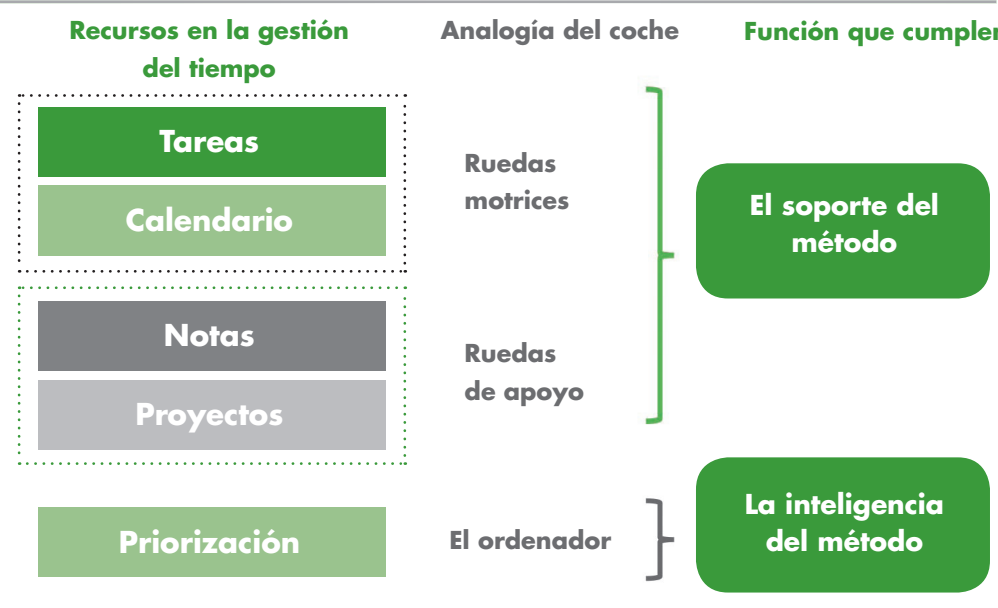 Recursos en la gestión
del tiempo
Analogía del coche
Función que cumplen
Tareas
Calendario
Ruedas
motrices
El soporte del
método
Notas
Proyectos
Ruedas
de apoyo
Priorización
El ordenador
La inteligencia
del método